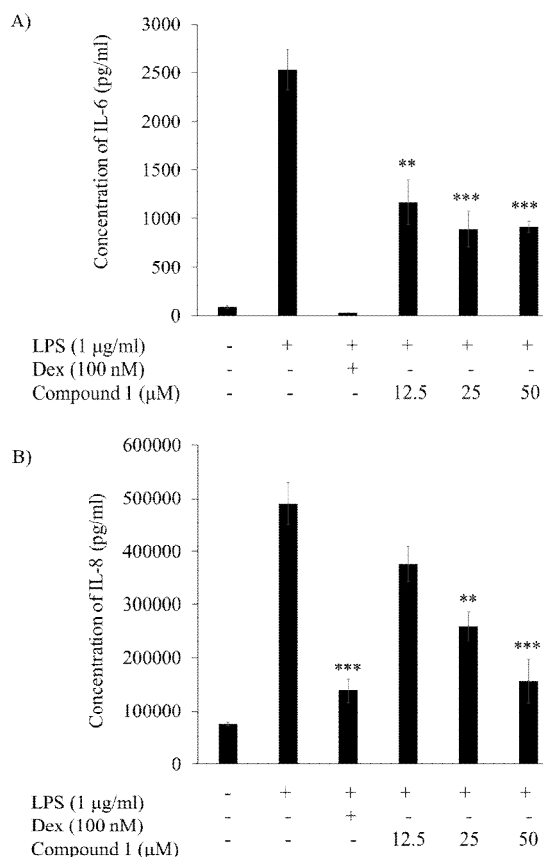 A)
Concentration of IL-6 (pg/ml)
3000
2500
2000
1500
1000
500
0
**
***
***
LPS (1 μg/ml) - + + + + +
Dex (100 nM) - - + - - -
Compound 1 (μM) - - - 12.5 25 50
B)
Concentration of IL-8 (pg/ml)
600000
500000
400000
300000
200000
100000
0
***
**
***
LPS (1 μg/ml) - + + + + +
Dex (100 nM) - - + - - -
Compound 1 (μM) - - - 12.5 25 50